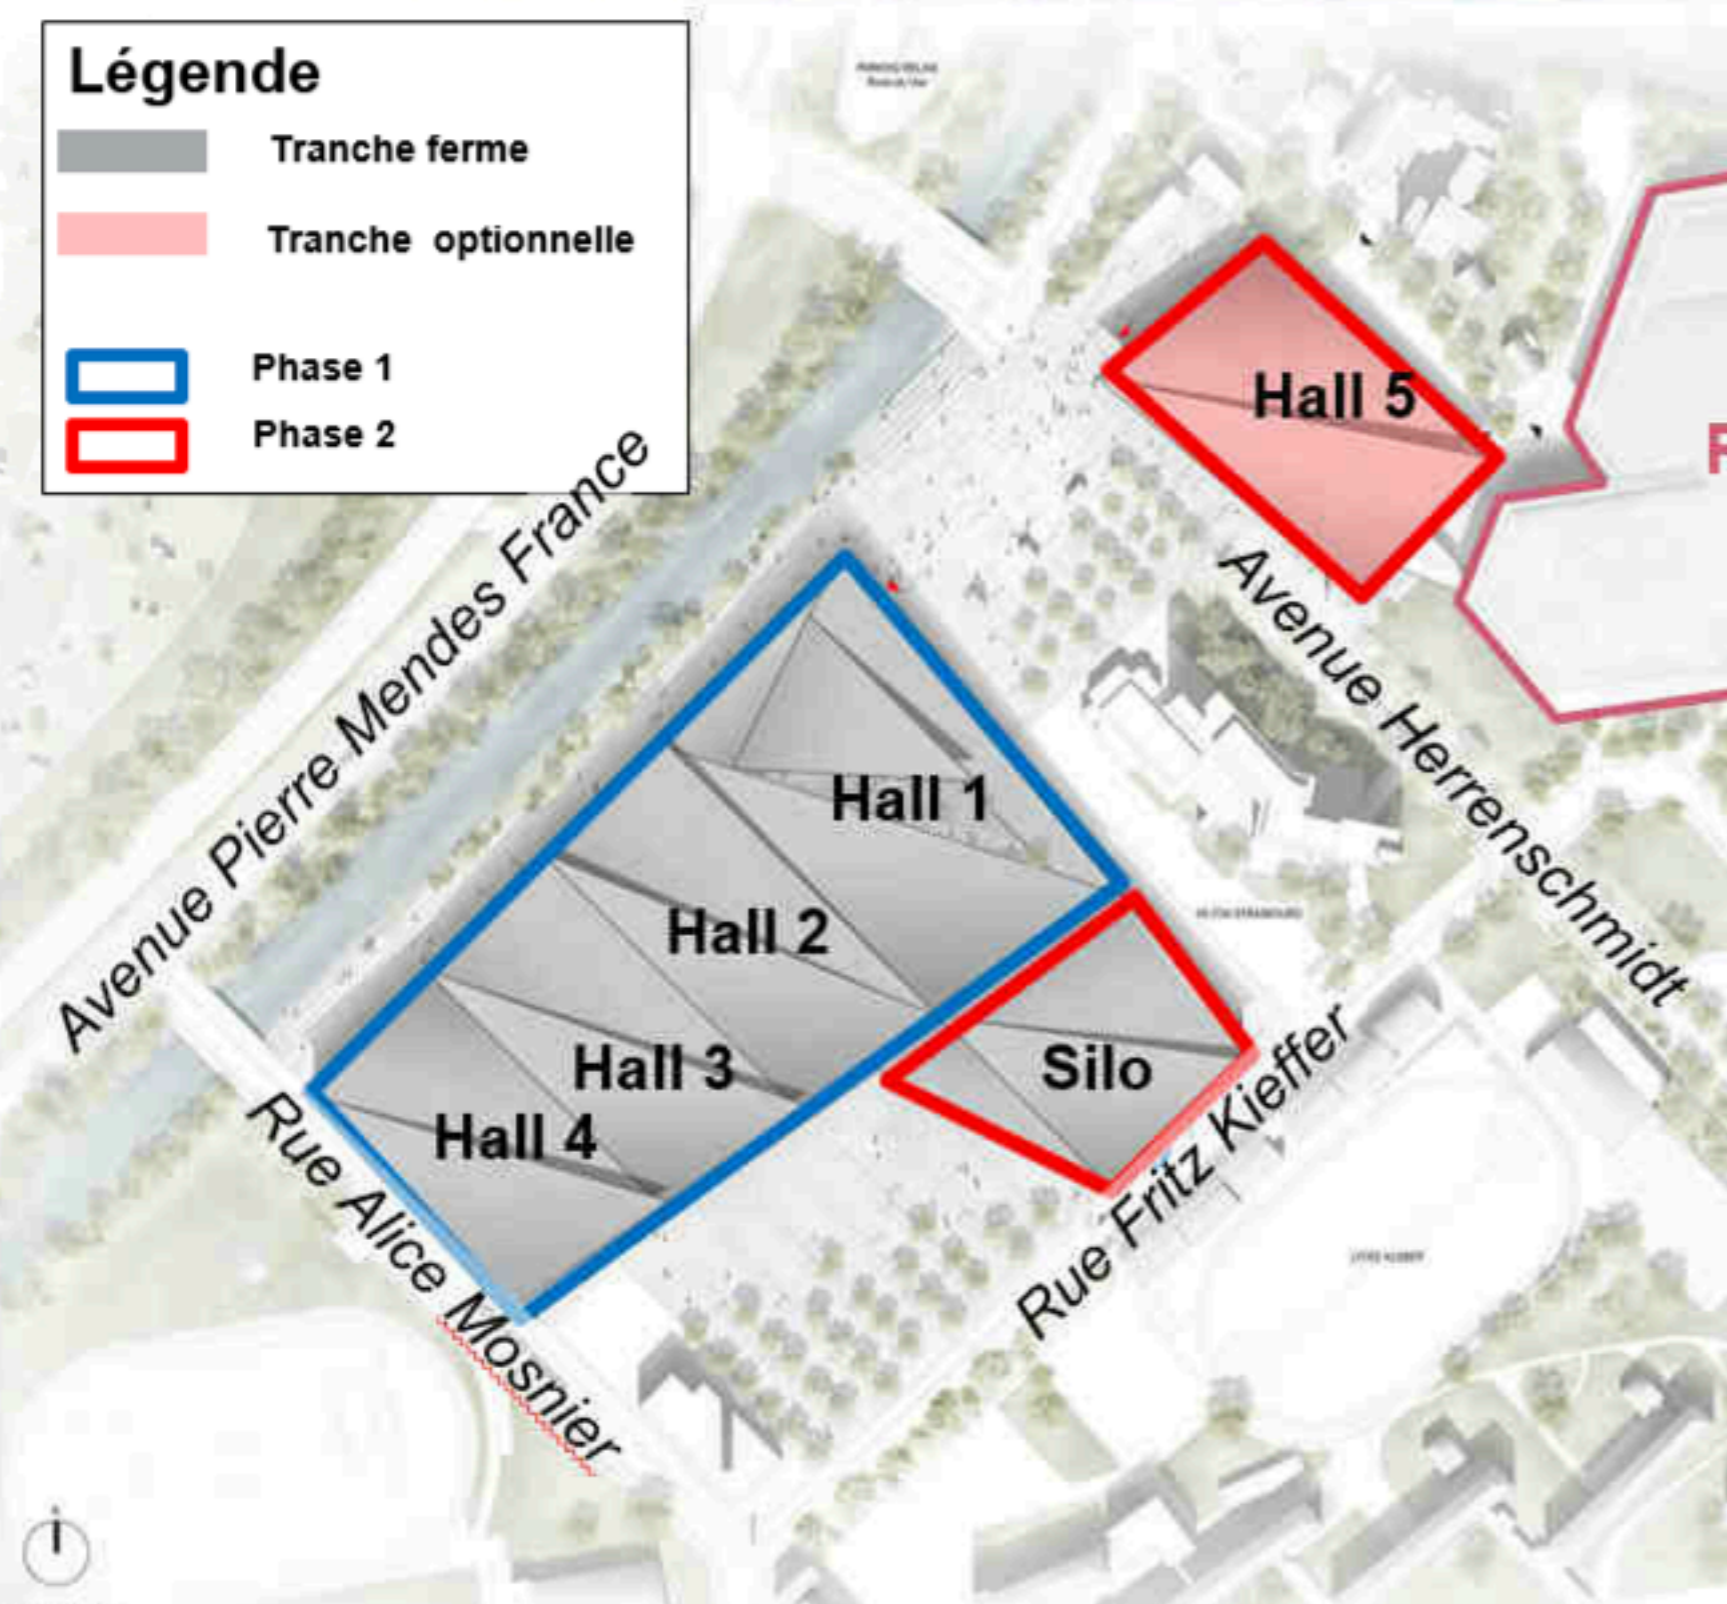 Légende
Tranche ferme
Tranche optionnelle
Phase 1
Phase 2
Avenue Pierre Mendes France
Hall 5
Avenue Herrenschmidt
Hall 1
Hall 2
Hall 3
Hall 4
Silo
Rue Fritz Kieffer
Rue Alice Mosnier